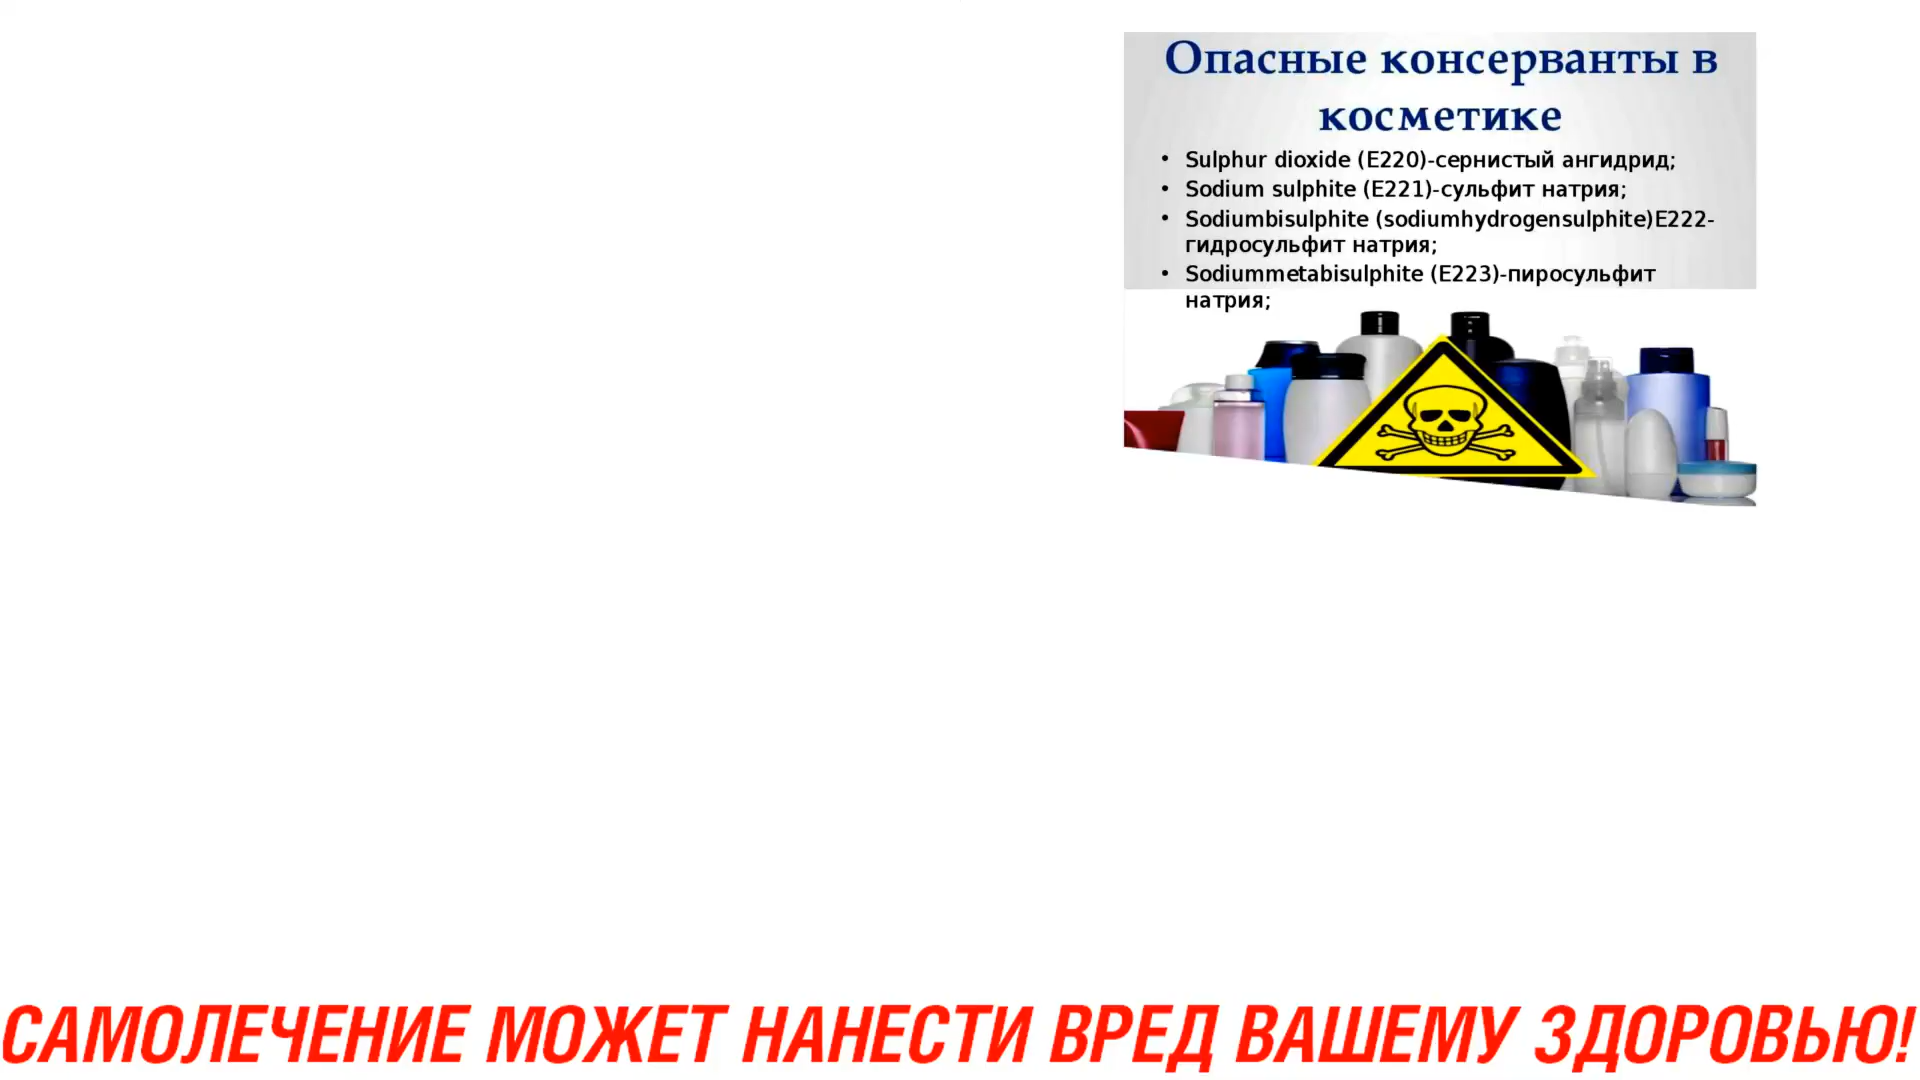 Опасные консерванты в
косметике
• Sulphur dioxide (E220)-сернистый ангидрид;
• Sodium sulphite (E221)-сульфит натрия;
• Sodiumbisulphite (sodiumhydrogensulphite)E222-
гидросульфит натрия;
• Sodiummetabisulphite (E223)-пиросульфит
натрия;
САМОЛЕЧЕНИЕ МОЖЕТ НАНЕСТИ ВРЕД ВАШЕМУ ЗДОРОВЬЮ!